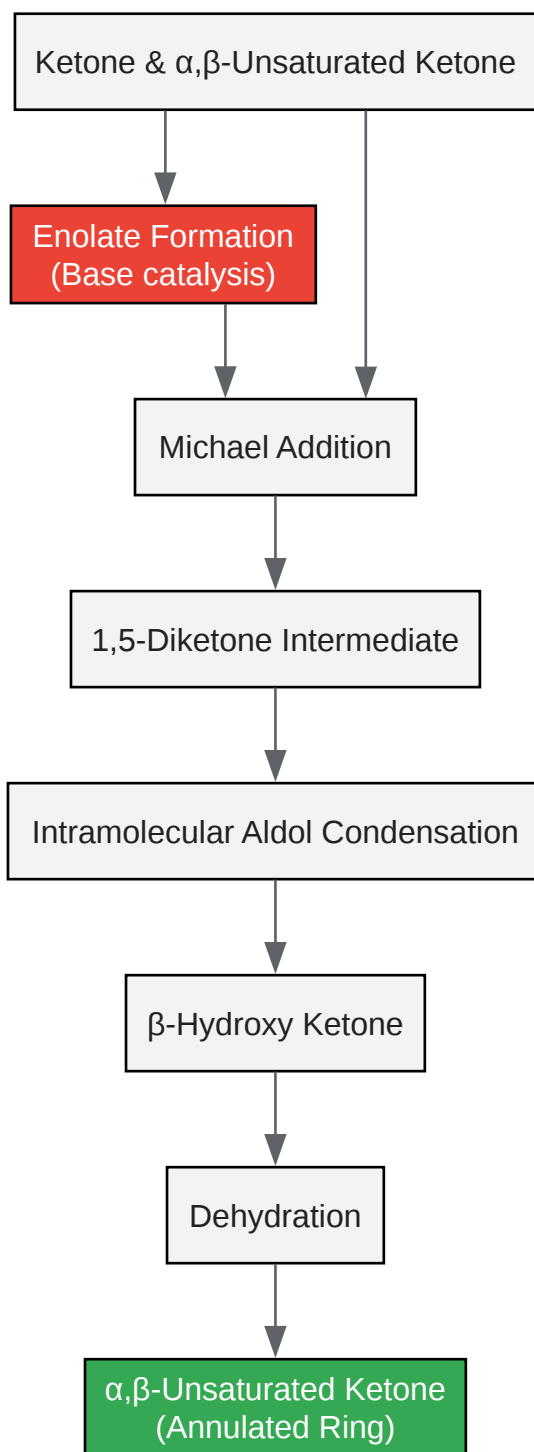 Ketone & α,β-Unsaturated Ketone
Enolate Formation
(Base catalysis)
Michael Addition
1,5-Diketone Intermediate
Intramolecular Aldol Condensation
β-Hydroxy Ketone
Dehydration
α,β-Unsaturated Ketone
(Annulated Ring)